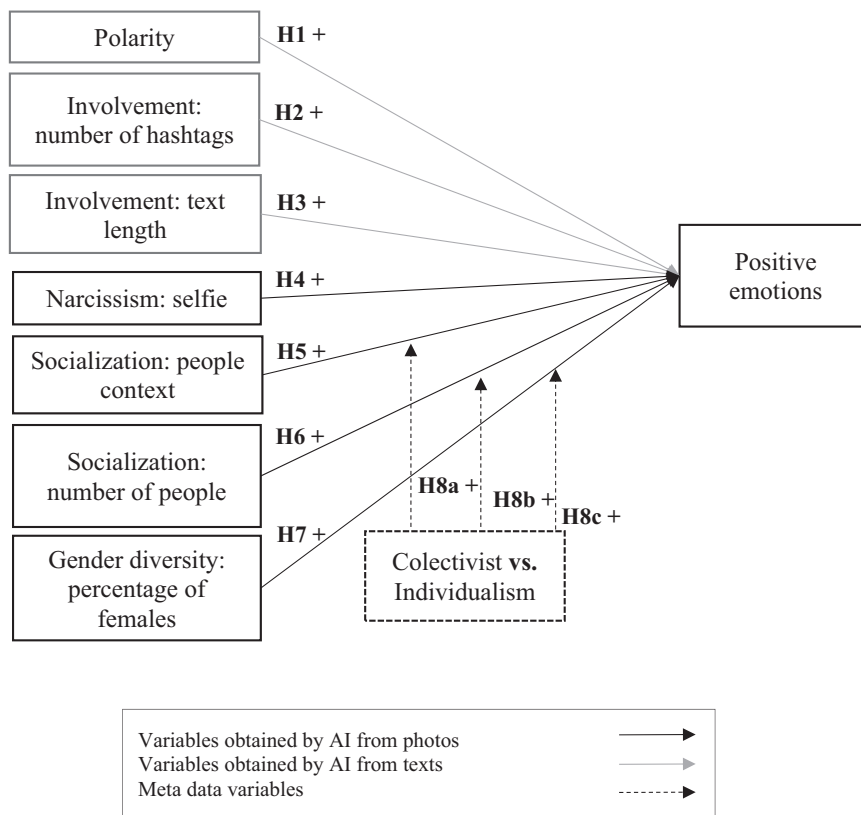 Polarity
H1 +
Involvement:
number of hashtags
H2 +
Involvement: text
length
H3 +
Narcissism: selfie
H4 +
Socialization: people
context
H5 +
Socialization:
number of people
H6 +
Gender diversity:
percentage of
females
H7 +
Positive
emotions
H8a +
H8b +
H8c +
Colectivist vs.
Individualism
Variables obtained by AI from photos
Variables obtained by AI from texts
Meta data variables